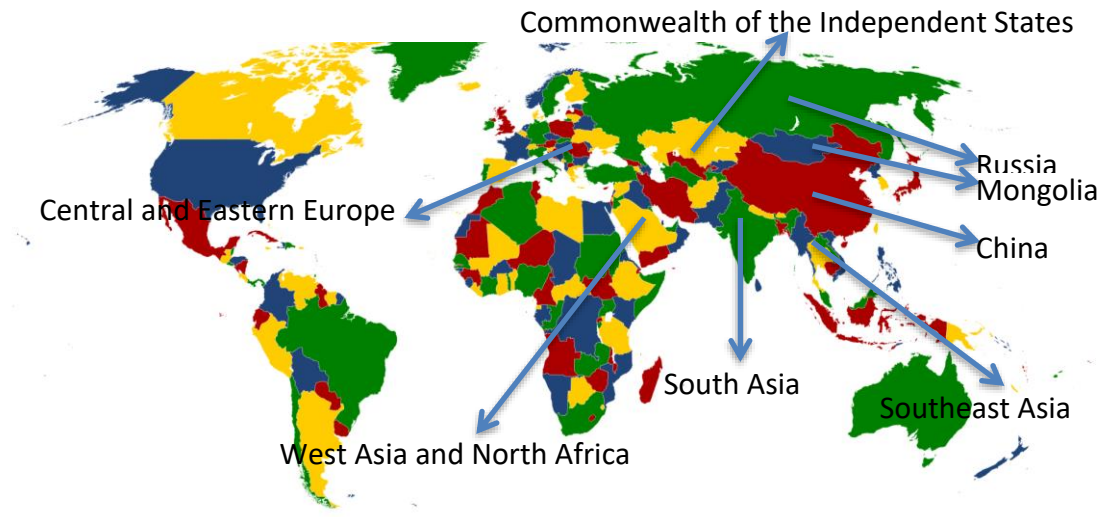 Commonwealth of the Independent States
Russia
Mongolia
Central and Eastern Europe
China
South Asia
Southeast Asia
West Asia and North Africa